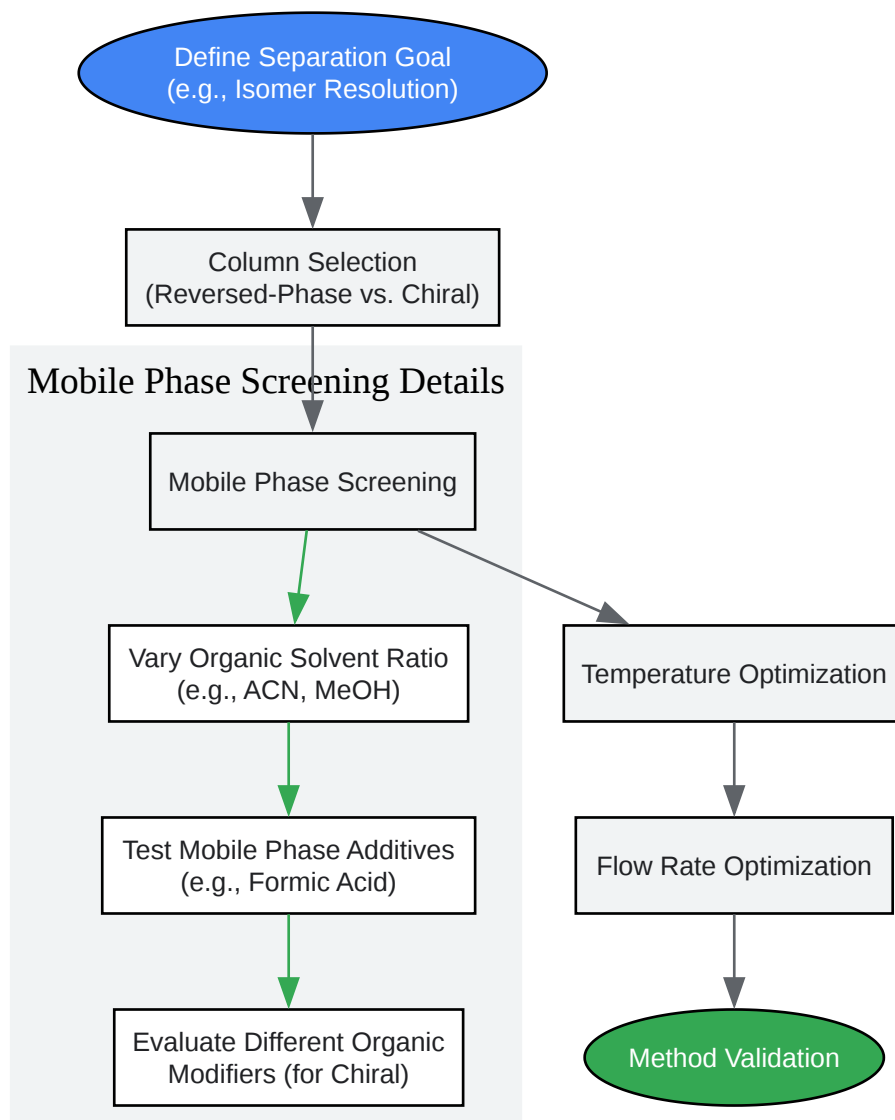 Define Separation Goal
(e.g., Isomer Resolution)
Column Selection
(Reversed-Phase vs. Chiral)
Mobile Phase Screening Details
Mobile Phase Screening
Vary Organic Solvent Ratio
(e.g., ACN, MeOH)
Temperature Optimization
Test Mobile Phase Additives
(e.g., Formic Acid)
Flow Rate Optimization
Evaluate Different Organic
Modifiers (for Chiral)
Method Validation